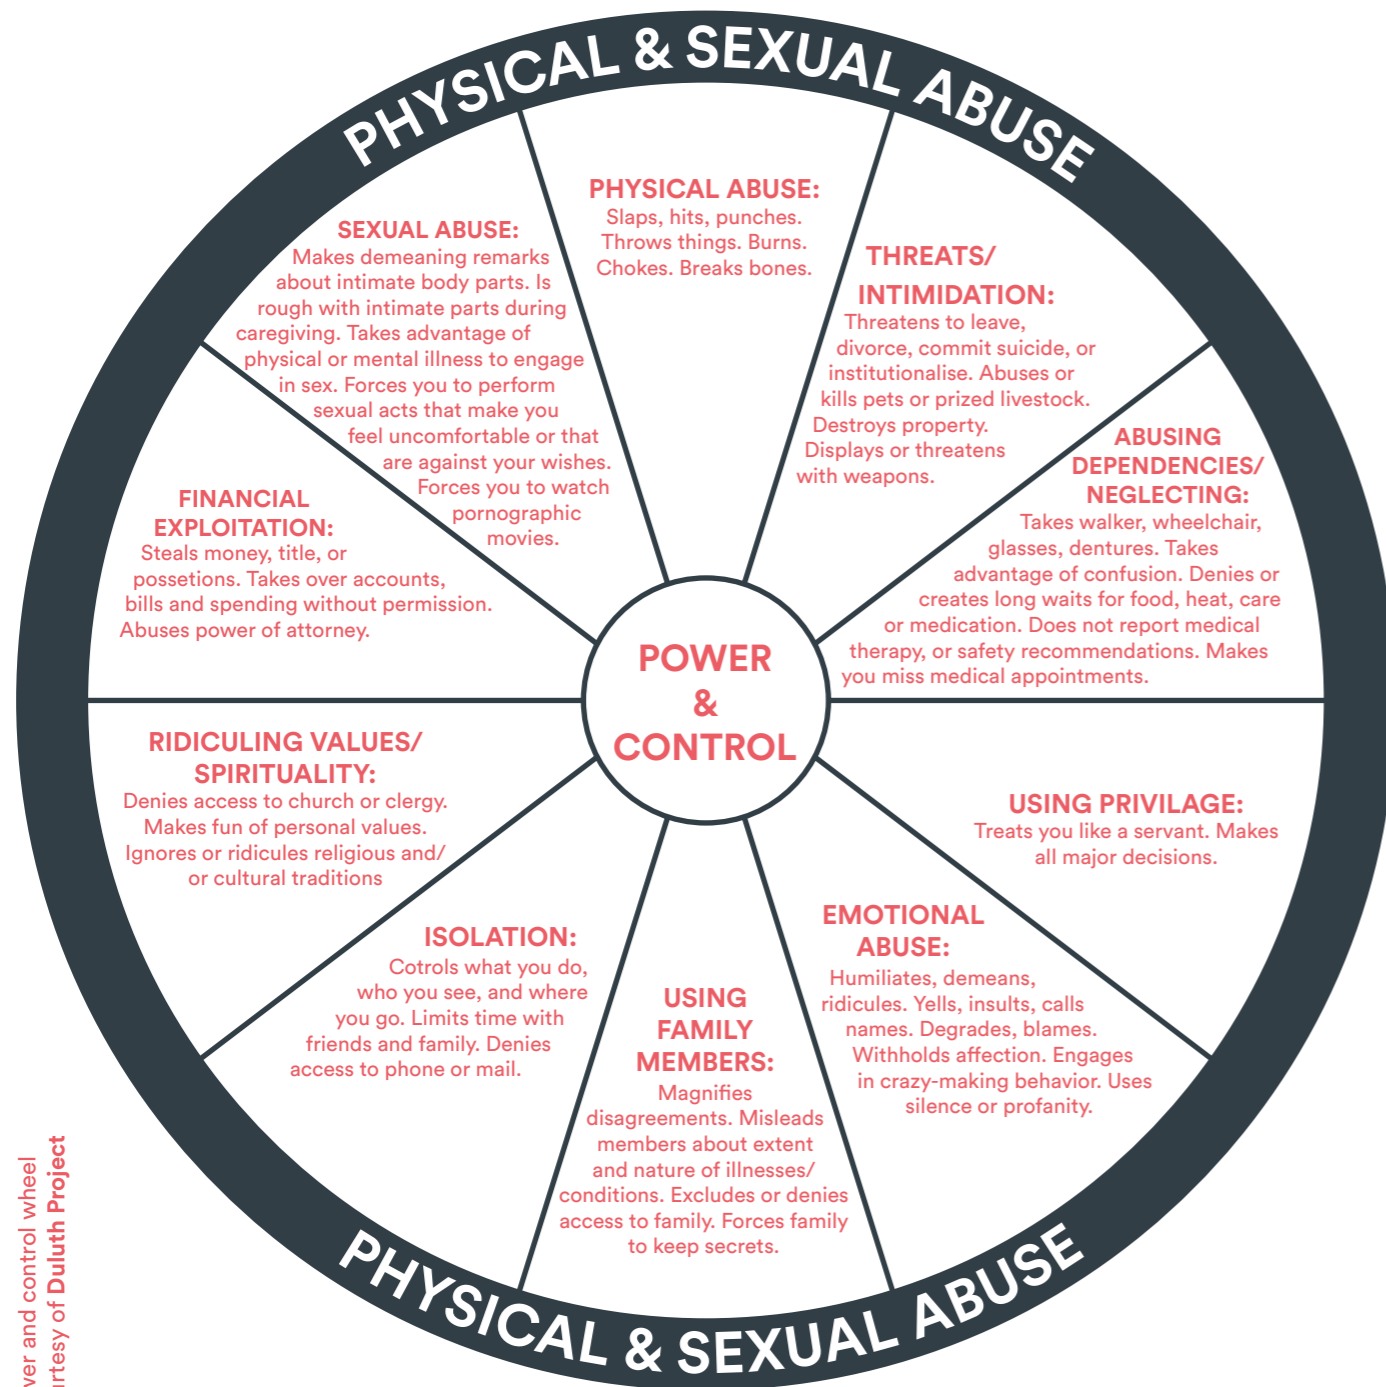 PHYSICAL & SEXUAL ABUSE
PHYSICAL ABUSE:
Slaps, hits, punches.
Throws things. Burns.
Chokes. Breaks bones.
THREATS/
INTIMIDATION:
Threatens to leave,
divorce, commit suicide, or
institutionalise. Abuses or
kills pets or prized livestock.
Destroys property.
Displays or threatens
with weapons.
ABUSING
DEPENDENCIES/
NEGLECTING:
Takes walker, wheelchair,
glasses, dentures. Takes
advantage of confusion. Denies or
creates long waits for food, heat, care
or medication. Does not report medical
therapy, or safety recommendations. Makes
you miss medical appointments.
USING PRIVILAGE:
Treats you like a servant. Makes
all major decisions.
EMOTIONAL
ABUSE:
Humiliates, demeans,
ridicules. Yells, insults, calls
names. Degrades, blames.
Withholds affection. Engages
in crazy-making behavior. Uses
silence or profanity.
USING
FAMILY
MEMBERS:
Magnifies
disagreements. Misleads
members about extent
and nature of illnesses/
conditions. Excludes or denies
access to family. Forces family
to keep secrets.
ISOLATION:
Cotrols what you do,
who you see, and where
you go. Limits time with
friends and family. Denies
access to phone or mail.
RIDICULING VALUES/
SPIRITUALITY:
Denies access to church or clergy.
Makes fun of personal values.
Ignores or ridicules religious and/
or cultural traditions
FINANCIAL
EXPLOITATION:
Steals money, title, or
possetions. Takes over accounts,
bills and spending without permission.
Abuses power of attorney.
SEXUAL ABUSE:
Makes demeaning remarks
about intimate body parts. Is
rough with intimate parts during
caregiving. Takes advantage of
physical or mental illness to engage
in sex. Forces you to perform
sexual acts that make you
feel uncomfortable or that
are against your wishes.
Forces you to watch
pornographic
movies.
POWER
&
CONTROL
PHYSICAL & SEXUAL ABUSE
ver and control wheel
rtesy of Duluth Project